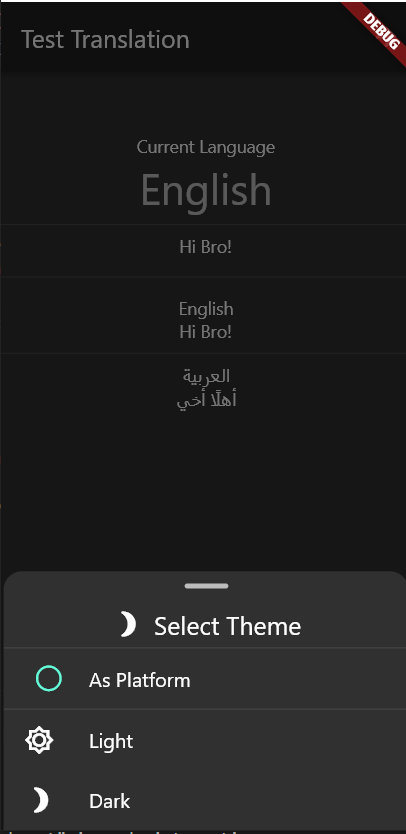 Test Translation
DEBUG
Current Language
English
Hi Bro!
English
Hi Bro!
العربية
أهلًا أخي
Select Theme
As Platform
Light
Dark